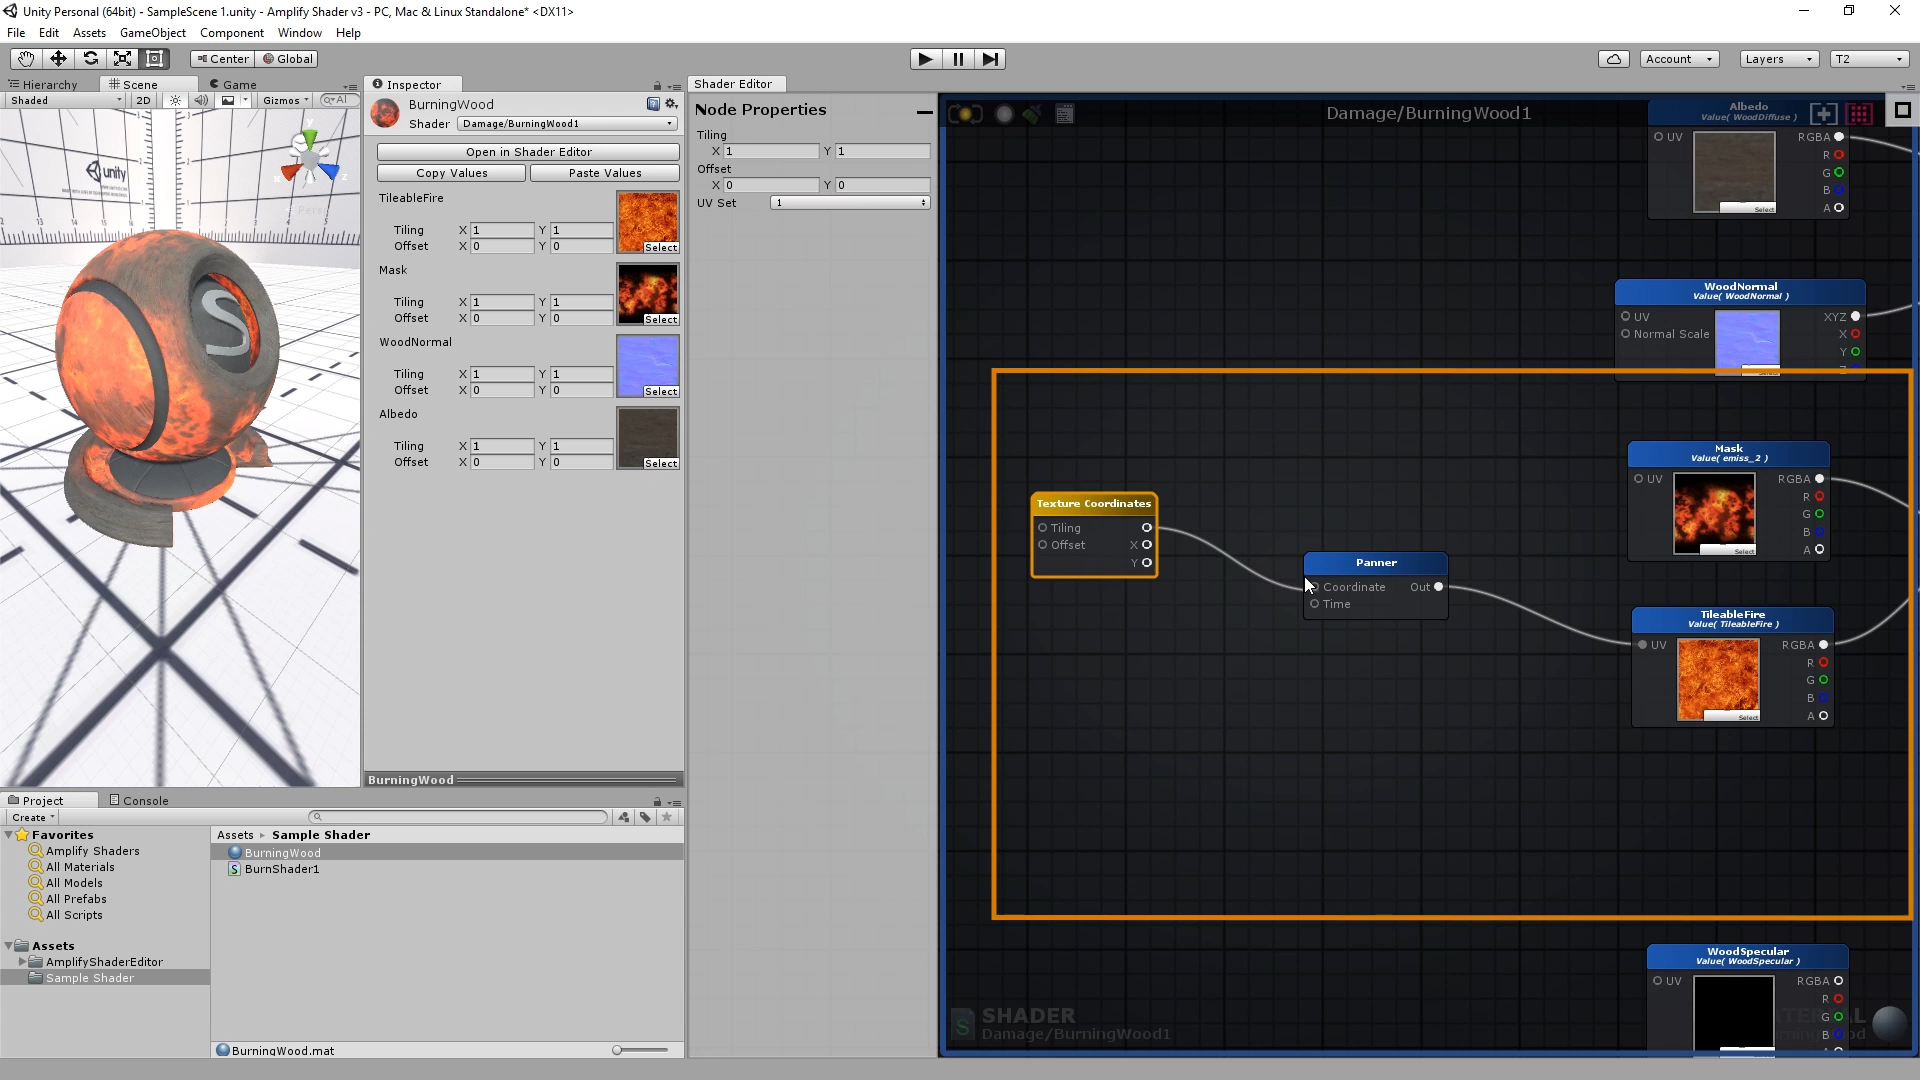 Unity Personal (64bit) - SampleScene 1.unity - Amplify Shader v3 - PC, Mac & Linux Standalone* <DX11>
File Edit Assets GameObject Component Window Help
Center Global Account Layers T2
Hierarchy Scene Game
Shaded 2D Gizmos All
unity
Inspector
BurningWood
Shader Damage/BurningWood1
Open in Shader Editor
Copy Values Paste Values
TileableFire
Tiling X 1 Y 1
Offset X 0 Y 0
Select
Mask
Tiling X 1 Y 1
Offset X 0 Y 0
Select
WoodNormal
Tiling X 1 Y 1
Offset X 0 Y 0
Select
Albedo
Tiling X 1 Y 1
Offset X 0 Y 0
Select
BurningWood
Shader Editor
Node Properties
Tiling
X 1 Y 1
Offset
X 0 Y 0
UV Set 1
Damage/BurningWood1
Albedo
Value( WoodDiffuse )
UV RGBA
R
G
B
A
Select
WoodNormal
Value( WoodNormal )
UV XYZ
Normal Scale X
Y
Mask
Value( emiss_2 )
UV RGBA
R
G
B
A
Select
Texture Coordinates
Tiling
Offset X
Y
Panner
Coordinate Out
Time
TileableFire
Value( TileableFire )
UV RGBA
R
G
B
A
Select
WoodSpecular
Value( WoodSpecular )
UV RGBA
R
G
B
SHADER
Damage/BurningWood1
Project Console
Create
Favorites
Amplify Shaders
All Materials
All Models
All Prefabs
All Scripts
Assets
AmplifyShaderEditor
Sample Shader
Assets Sample Shader
BurningWood
BurnShader1
BurningWood.mat